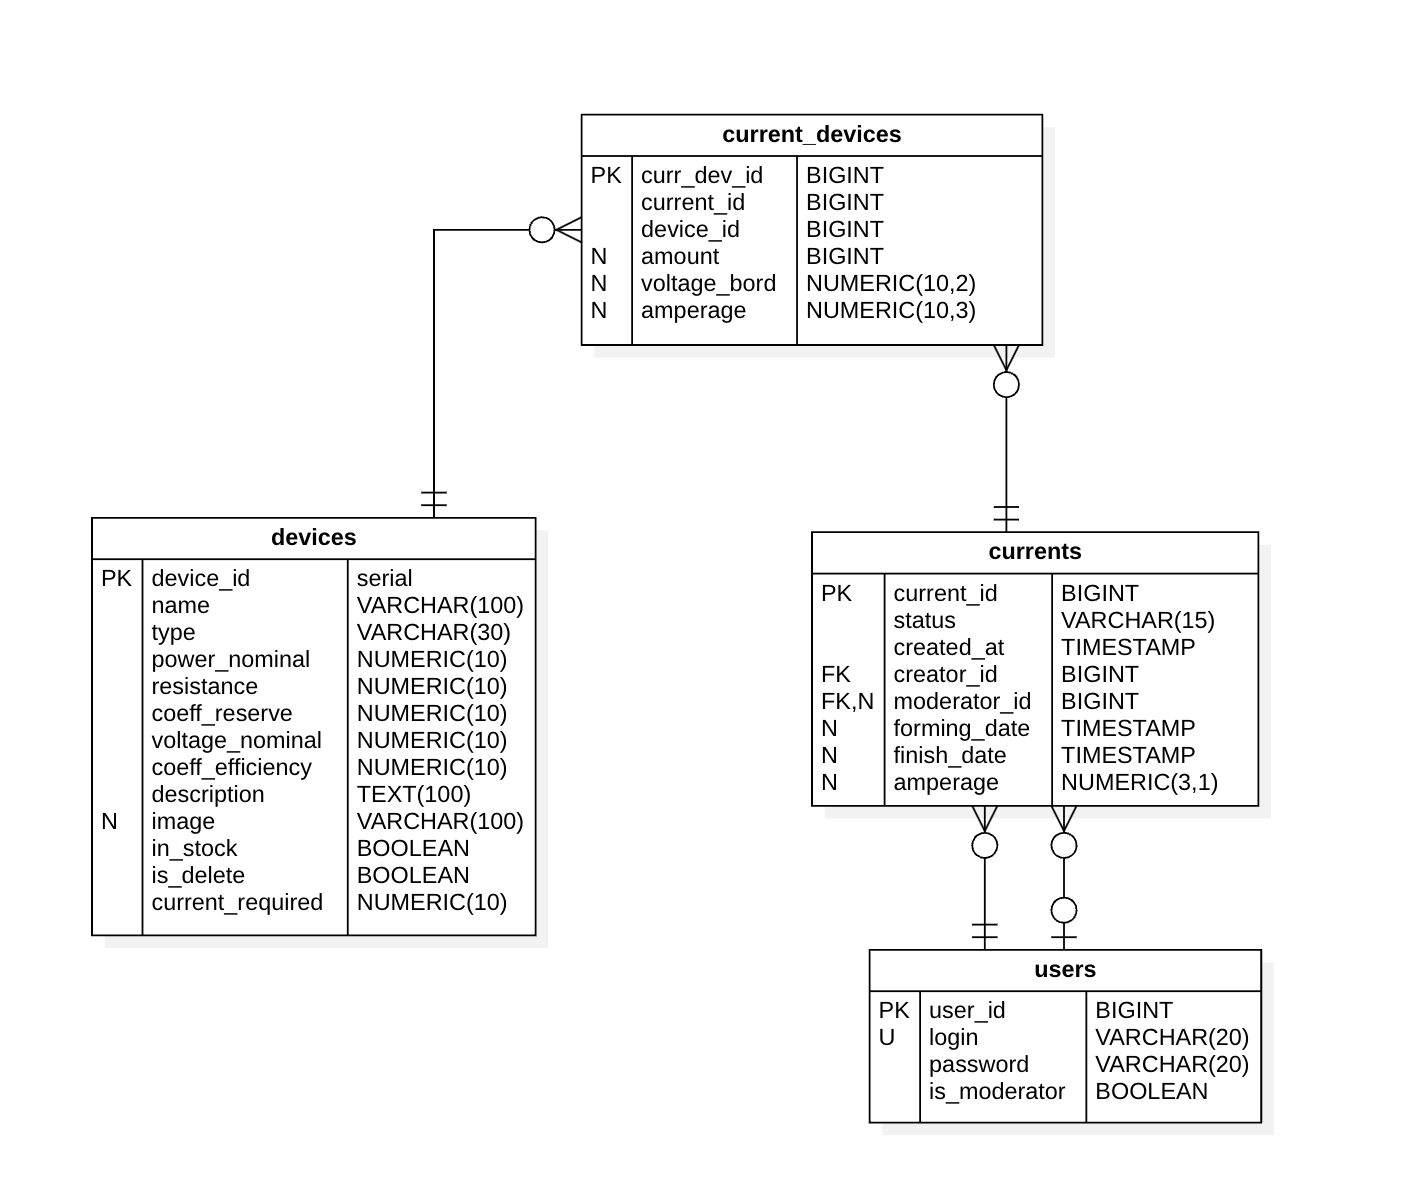 current_devices
PK curr_dev_id BIGINT
current_id BIGINT
device_id BIGINT
N amount BIGINT
N voltage_bord NUMERIC(10,2)
N amperage NUMERIC(10,3)
devices
PK device_id serial
name VARCHAR(100)
type VARCHAR(30)
power_nominal NUMERIC(10)
resistance NUMERIC(10)
coeff_reserve NUMERIC(10)
voltage_nominal NUMERIC(10)
coeff_efficiency NUMERIC(10)
description TEXT(100)
N image VARCHAR(100)
in_stock BOOLEAN
is_delete BOOLEAN
current_required NUMERIC(10)
currents
PK current_id BIGINT
status VARCHAR(15)
created_at TIMESTAMP
FK creator_id BIGINT
FK,N moderator_id BIGINT
N forming_date TIMESTAMP
N finish_date TIMESTAMP
N amperage NUMERIC(3,1)
users
PK user_id BIGINT
U login VARCHAR(20)
password VARCHAR(20)
is_moderator BOOLEAN